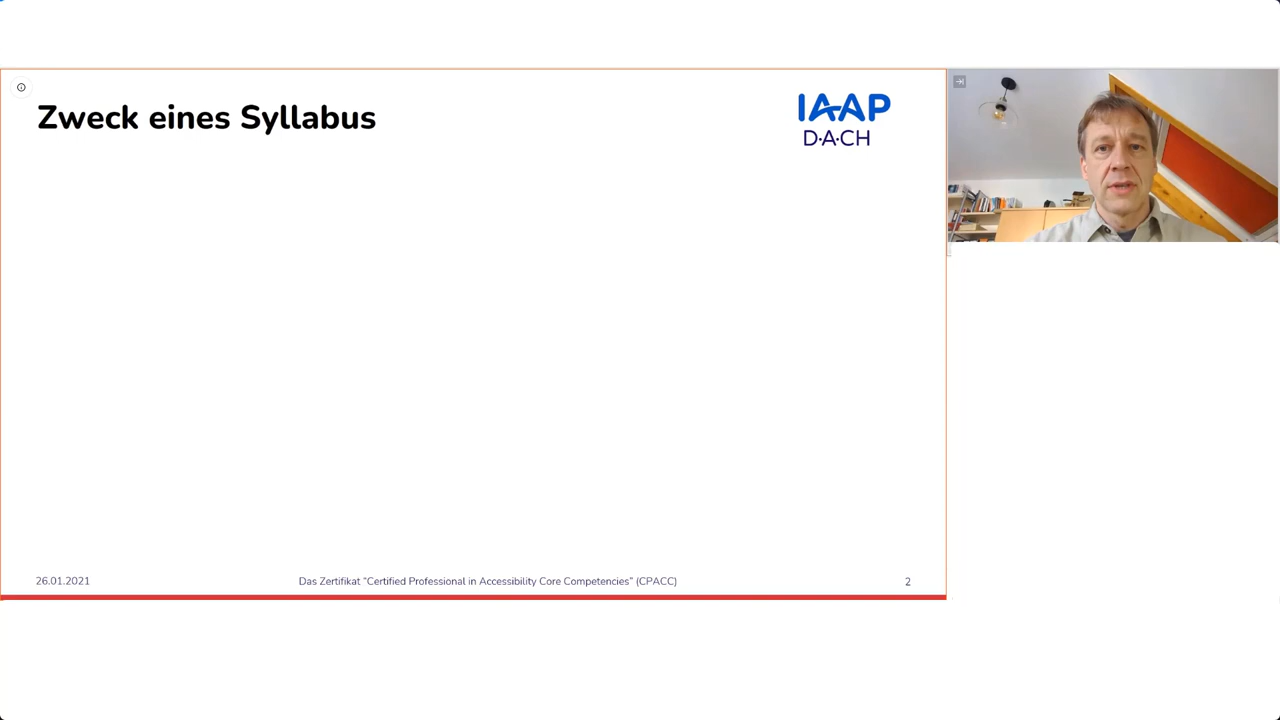 Zweck eines Syllabus
IAAP
D·A·CH
26.01.2021
Das Zertifikat "Certified Professional in Accessibility Core Competencies" (CPACC)
2